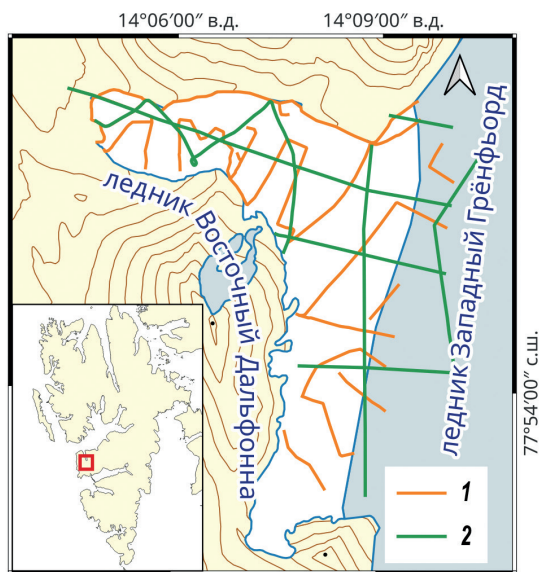 14°06′00″ в.д.
14°09′00″ в.д.
ледник Восточный Дальфонна
ледник Западный Грёнфьорд
77°54′00″ с.ш.
1
2